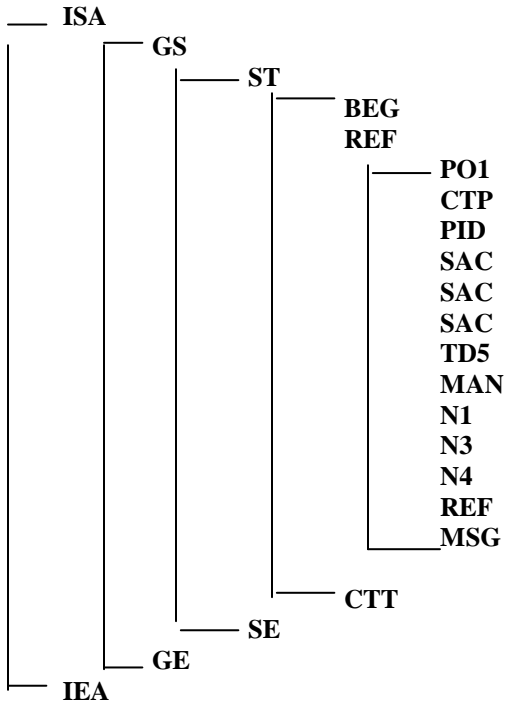 ISA
GS
ST
BEG
REF
PO1
CTP
PID
SAC
SAC
SAC
TD5
MAN
N1
N3
N4
REF
MSG
CTT
SE
GE
IEA